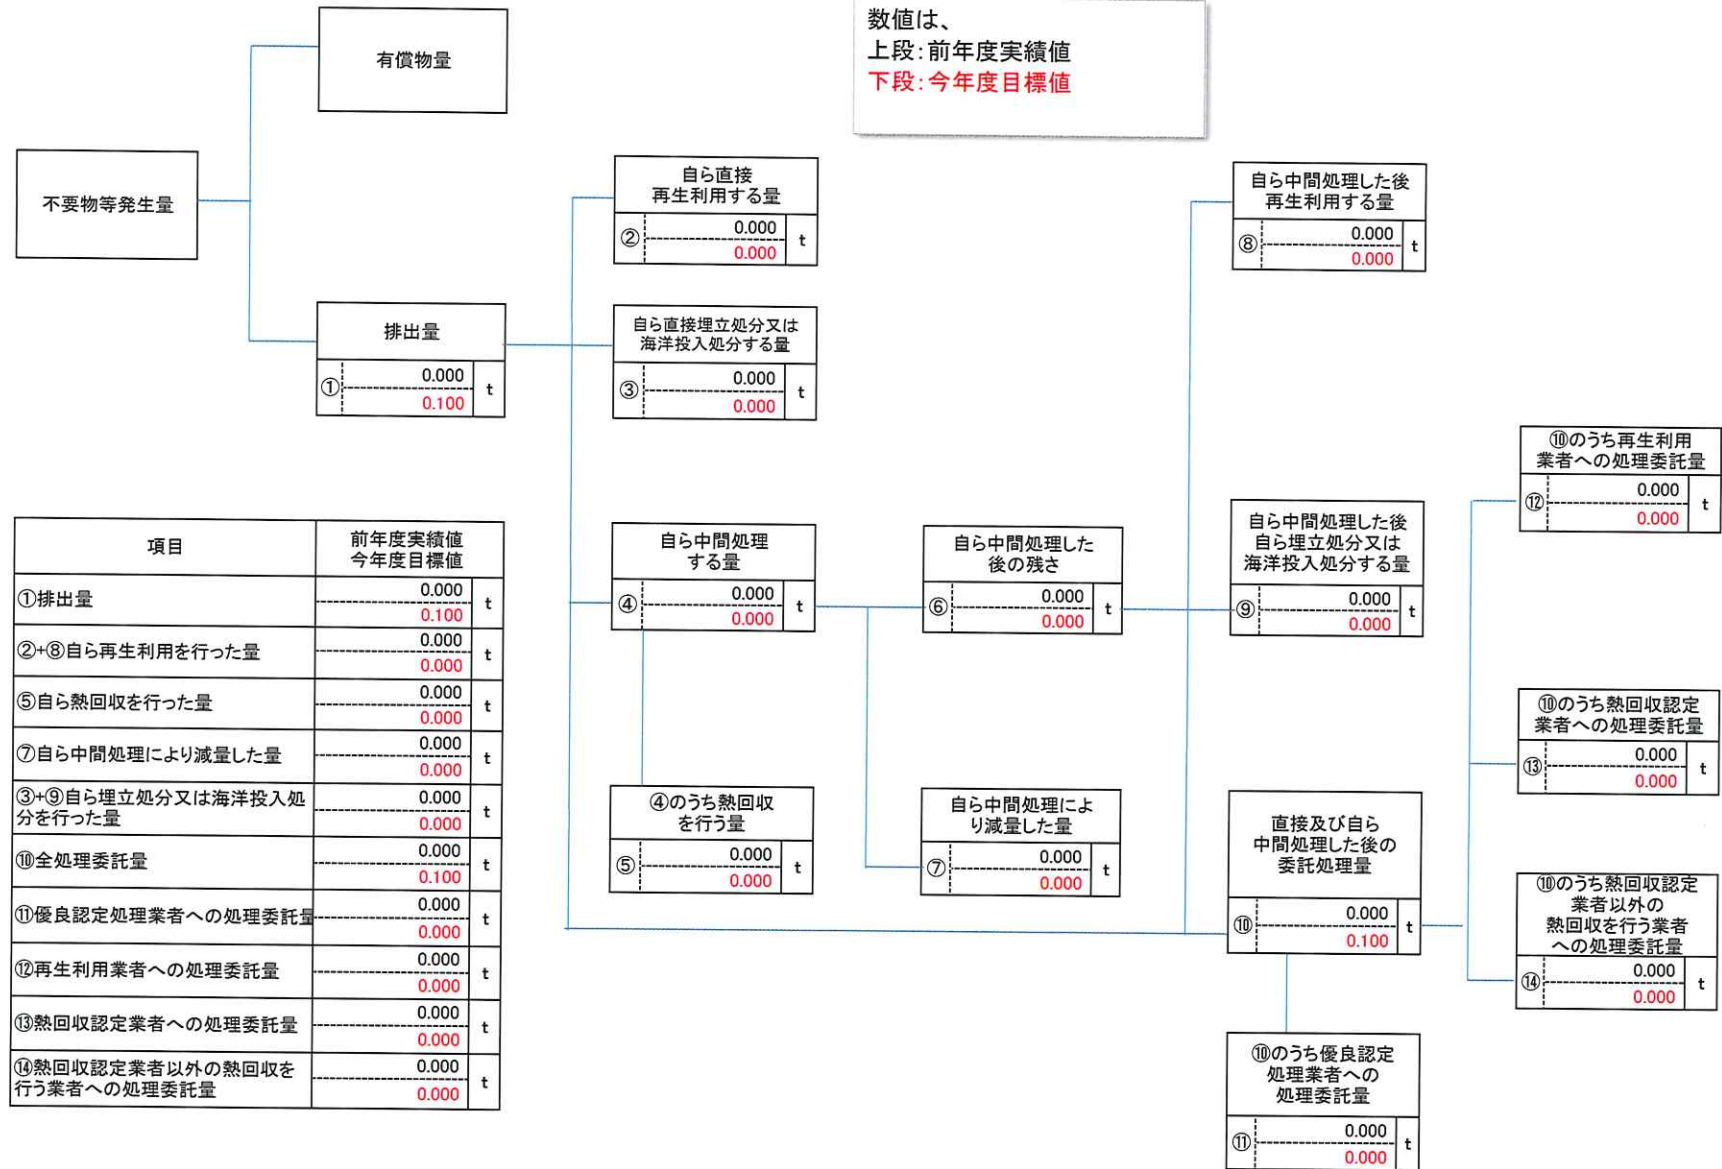 数値は、
上段:前年度実績値
下段:今年度目標値
有償物量
不要物等発生量
排出量
①
0.000
0.100
t
自ら直接
再生利用する量
②
0.000
0.000
t
自ら直接埋立処分又は
海洋投入処分する量
③
0.000
0.000
t
自ら中間処理
する量
④
0.000
0.000
t
④のうち熱回収
を行う量
⑤
0.000
0.000
t
自ら中間処理した
後の残さ
⑥
0.000
0.000
t
自ら中間処理によ
り減量した量
⑦
0.000
0.000
t
自ら中間処理した後
再生利用する量
⑧
0.000
0.000
t
自ら中間処理した後
自ら埋立処分又は
海洋投入処分する量
⑨
0.000
0.000
t
直接及び自ら
中間処理した後の
委託処理量
⑩
0.000
0.100
t
⑩のうち優良認定
処理業者への
処理委託量
⑪
0.000
0.000
t
⑩のうち再生利用
業者への処理委託量
⑫
0.000
0.000
t
⑩のうち熱回収認定
業者への処理委託量
⑬
0.000
0.000
t
⑩のうち熱回収認定
業者以外の
熱回収を行う業者
への処理委託量
⑭
0.000
0.000
t
項目
前年度実績値
今年度目標値
①排出量
0.000
0.100
t
②+⑧自ら再生利用を行った量
0.000
0.000
t
⑤自ら熱回収を行った量
0.000
0.000
t
⑦自ら中間処理により減量した量
0.000
0.000
t
③+⑨自ら埋立処分又は海洋投入処
分を行った量
0.000
0.000
t
⑩全処理委託量
0.000
0.100
t
⑪優良認定処理業者への処理委託量
0.000
0.000
t
⑫再生利用業者への処理委託量
0.000
0.000
t
⑬熱回収認定業者への処理委託量
0.000
0.000
t
⑭熱回収認定業者以外の熱回収を
行う業者への処理委託量
0.000
0.000
t